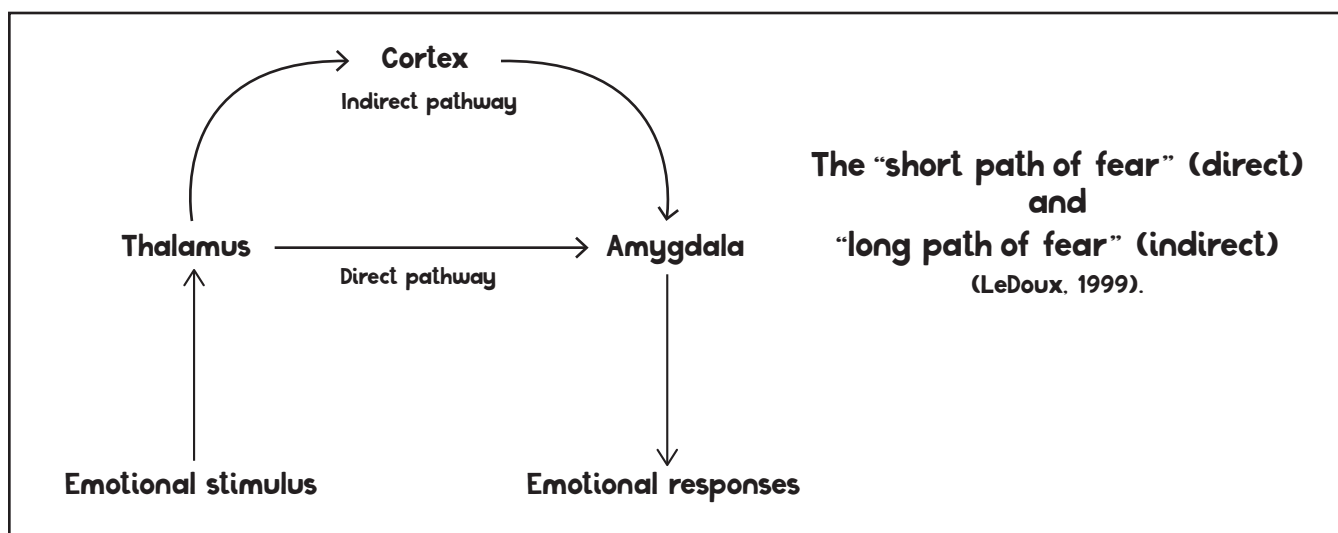 Cortex
Indirect pathway
The “short path of fear” (direct)
and
“long path of fear” (indirect)
(LeDoux, 1999).
Thalamus
Amygdala
Direct pathway
Emotional stimulus
Emotional responses